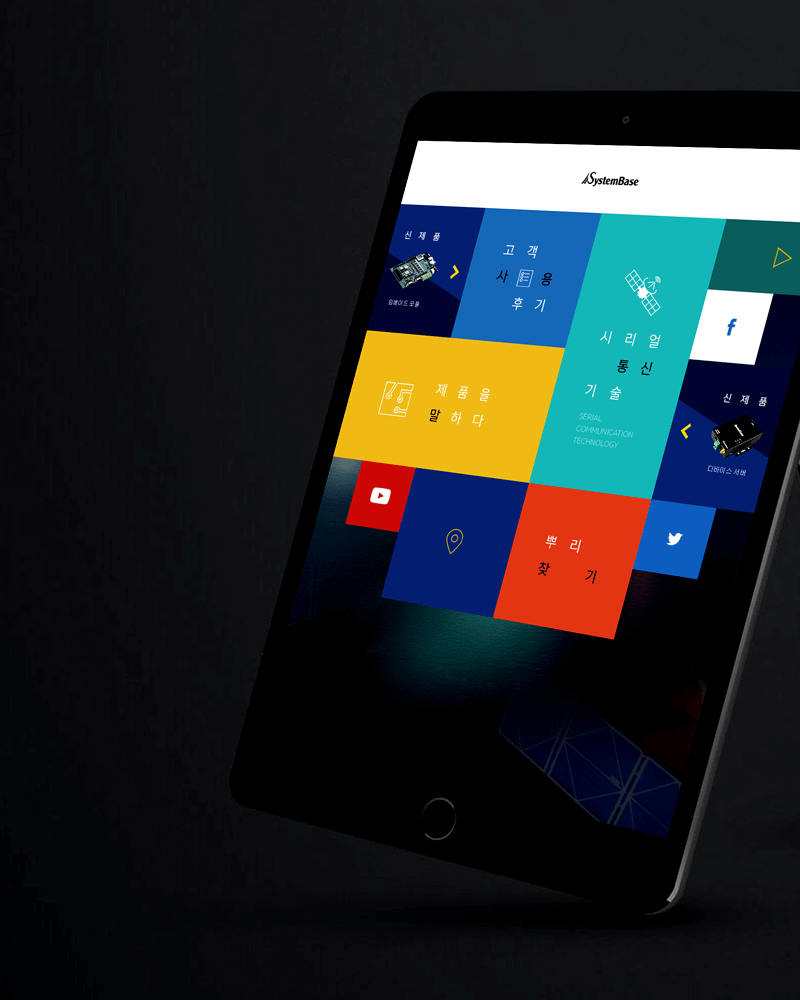 SystemBase
신 제 품
임베디드 모듈
고 객
사 용
후 기
시 리 얼
통 신
기 술
SERIAL
COMMUNICATION
TECHNOLOGY
제 품 을
말 하 다
신 제 품
디바이스 서버
뿌 리
찾 기